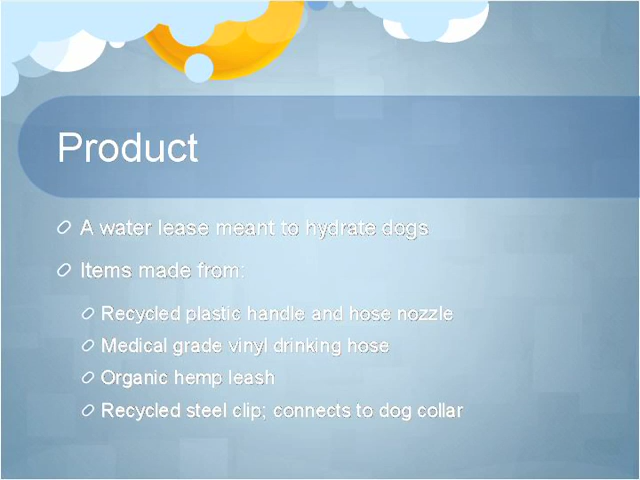 Product
A water lease meant to hydrate dogs
Items made from:
Recycled plastic handle and hose nozzle
Medical grade vinyl drinking hose
Organic hemp leash
Recycled steel clip; connects to dog collar